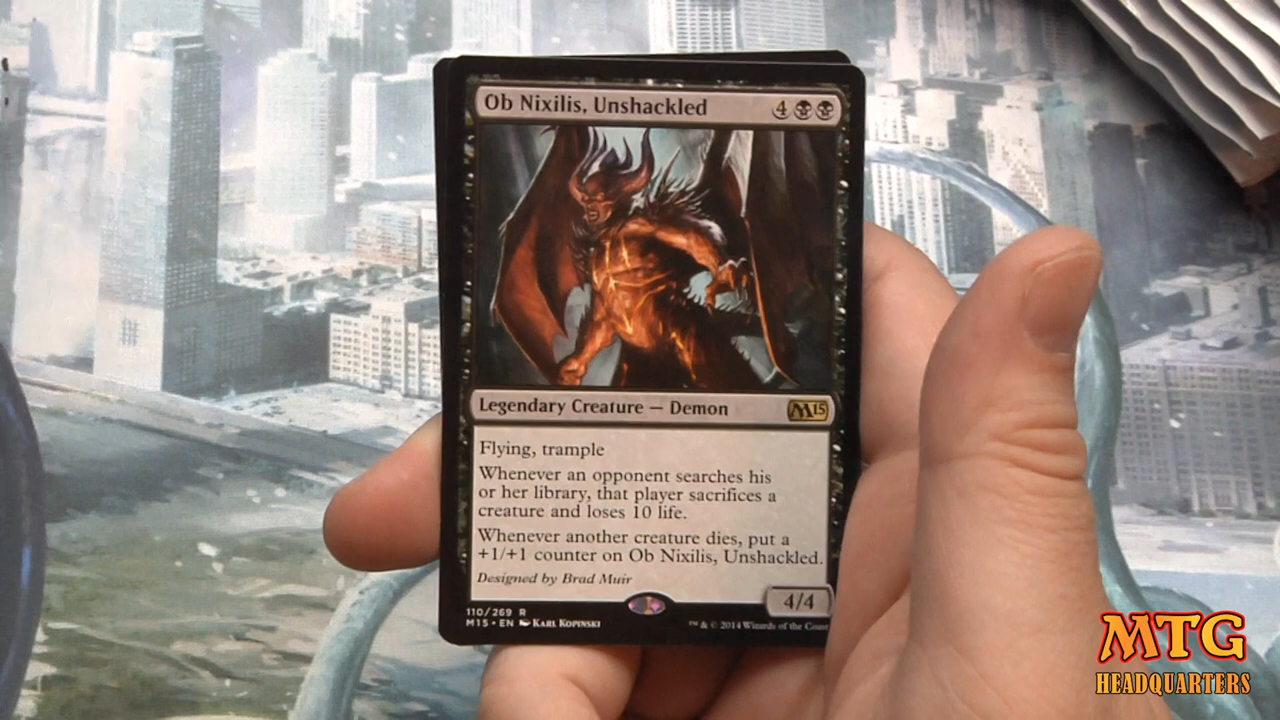 Ob Nixilis, Unshackled 4
Legendary Creature — Demon M15
Flying, trample
Whenever an opponent searches his
or her library, that player sacrifices a
creature and loses 10 life.
Whenever another creature dies, put a
+1/+1 counter on Ob Nixilis, Unshackled.
Designed by Brad Muir
4/4
110/269 R
M15 • EN Karl Kopinski
™ & © 2014 Wizards of the Coast
MTG
HEADQUARTERS